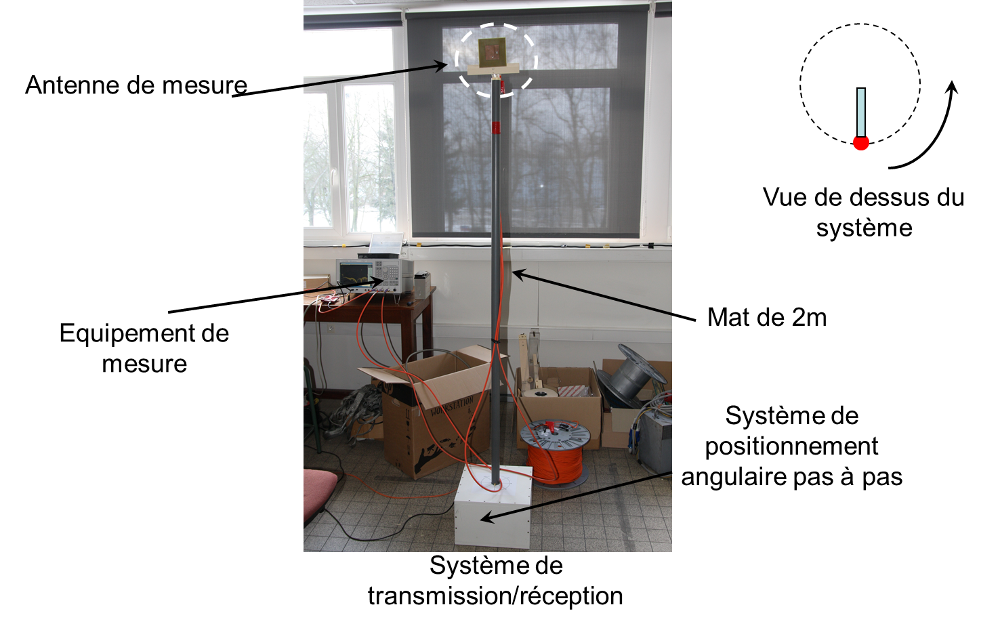 Antenne de mesure
Vue de dessus du
système
Equipement de
mesure
Mat de 2m
WORKSTATION
Système de
positionnement
angulaire pas à pas
Système de
transmission/réception